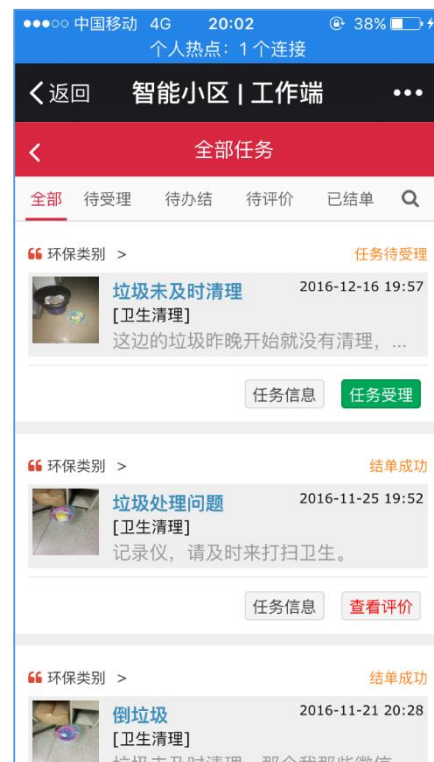 中国移动 4G 20:02 38%
个人热点：1个连接
返回 智能小区 | 工作端
全部任务
全部 待受理 待办结 待评价 已结单
环保类别 > 任务待受理
垃圾未及时清理 2016-12-16 19:57
[卫生清理]
这边的垃圾昨晚开始就没有清理，...
任务信息 任务受理
环保类别 > 结单成功
垃圾处理问题 2016-11-25 19:52
[卫生清理]
记录仪，请及时来打扫卫生。
任务信息 查看评价
环保类别 > 结单成功
倒垃圾 2016-11-21 20:28
[卫生清理]